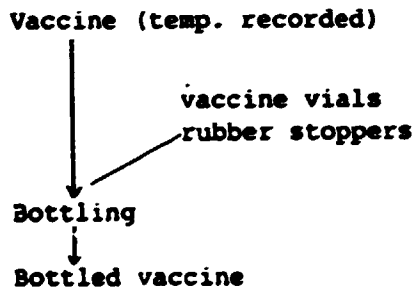 Vaccine (temp. recorded)
vaccine vials
rubber stoppers
Bottling
Bottled vaccine